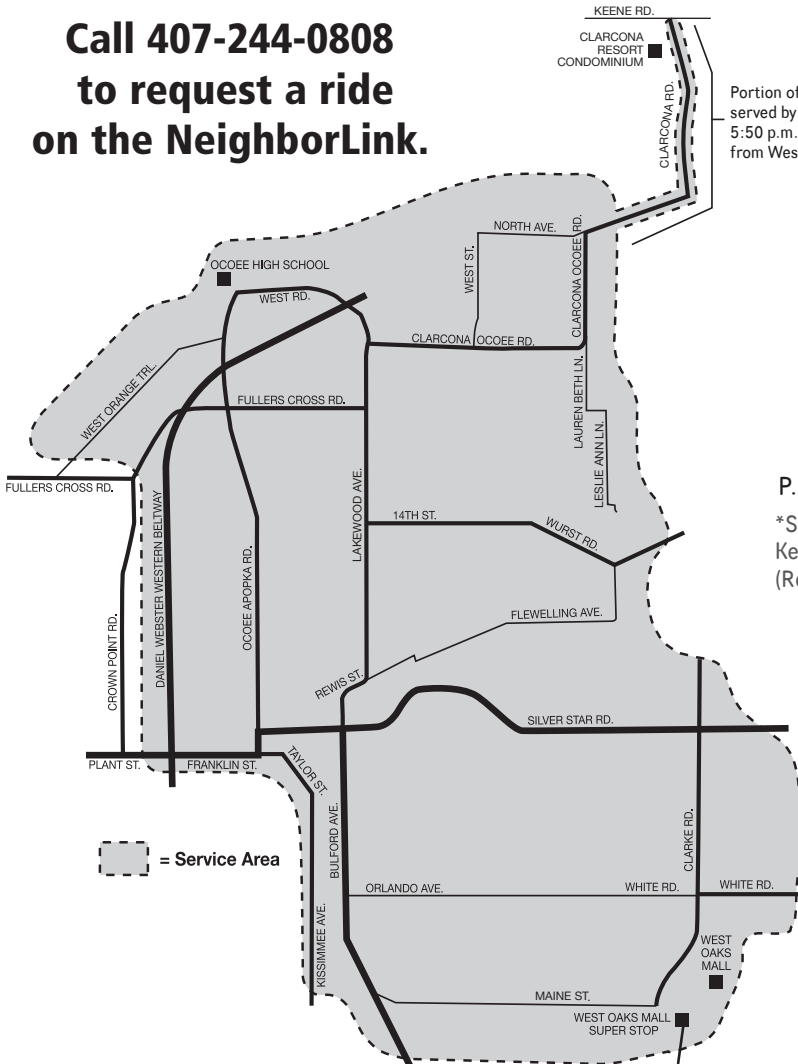 Call 407-244-0808
to request a ride
on the NeighborLink.
KEENE RD.
CLARCONA
RESORT
CONDOMINIUM
CLARCONA RD.
Portion of
served by
5:50 p.m.
from Wes
NORTH AVE.
WEST ST.
CLARCONA OCOEE RD.
OCOEE HIGH SCHOOL
WEST RD.
CLARCONA OCOEE RD.
WEST ORANGE TRL.
FULLERS CROSS RD.
LAUREN BETH LN.
LESLIE ANN LN.
FULLERS CROSS RD.
P.
*S
Ke
(Re
DANIEL WEBSTER WESTERN BELTWAY
LAKEWOOD AVE.
14TH ST.
WURST RD.
OCOEE APOPKA RD.
CROWN POINT RD.
FLEWELLING AVE.
REWIS ST.
SILVER STAR RD.
PLANT ST.
FRANKLIN ST.
TAYLOR ST.
BULFORD AVE.
CLARKE RD.
= Service Area
ORLANDO AVE.
WHITE RD.
WHITE RD.
KISSIMMEE AVE.
WEST
OAKS
MALL
MAINE ST.
WEST OAKS MALL
SUPER STOP